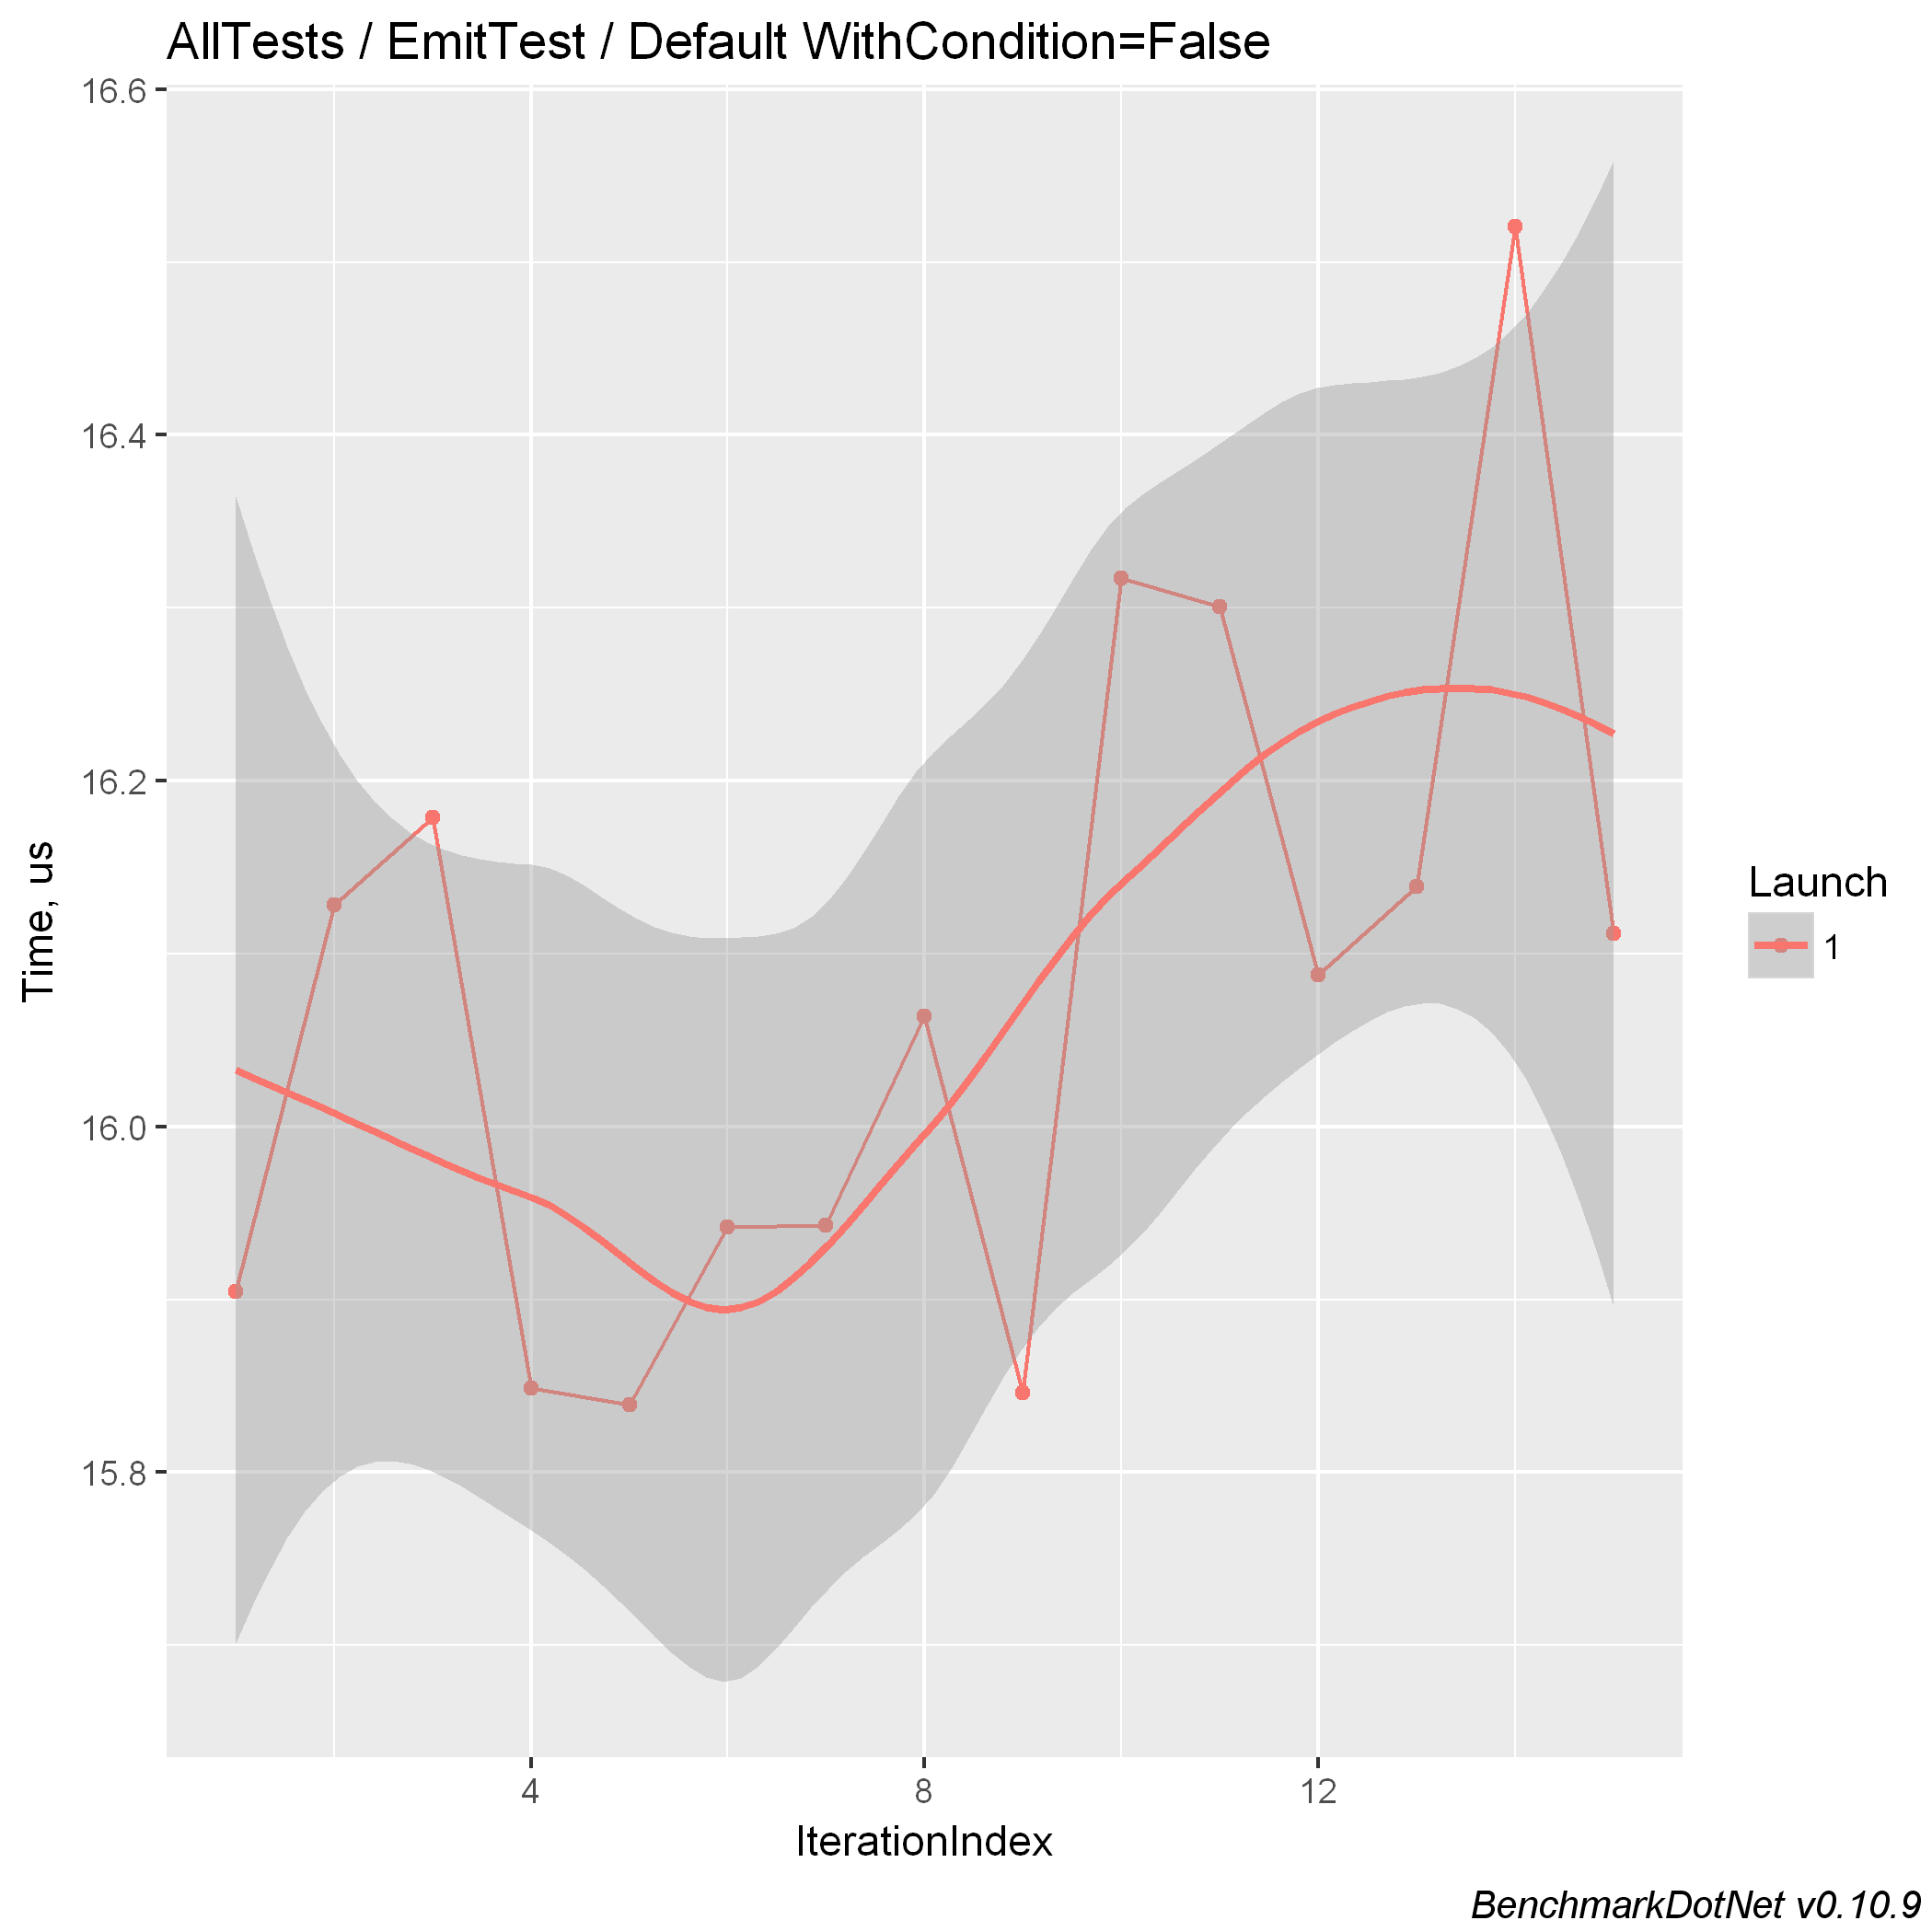 AllTests / EmitTest / Default WithCondition=False
16.6
16.4
16.2
16.0
15.8
Time, us
4 8 12
IterationIndex
Launch
1
BenchmarkDotNet v0.10.9